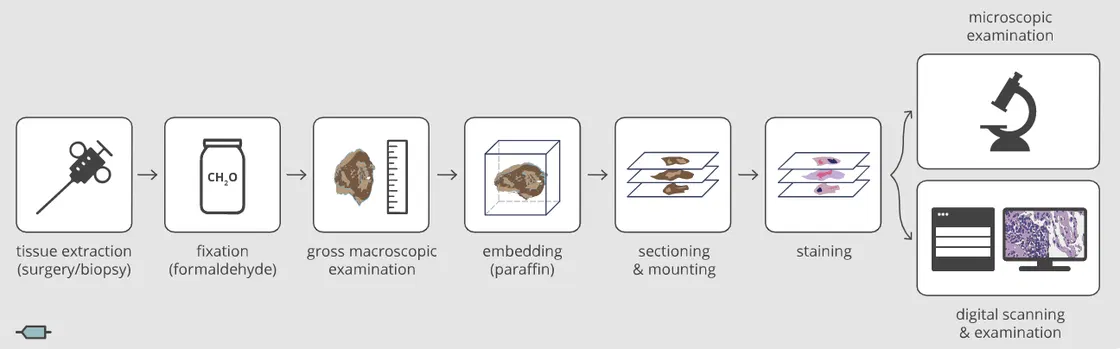 microscopic
examination
CH₂O
tissue extraction
(surgery/biopsy)
fixation
(formaldehyde)
gross macroscopic
examination
embedding
(paraffin)
sectioning
& mounting
staining
digital scanning
& examination